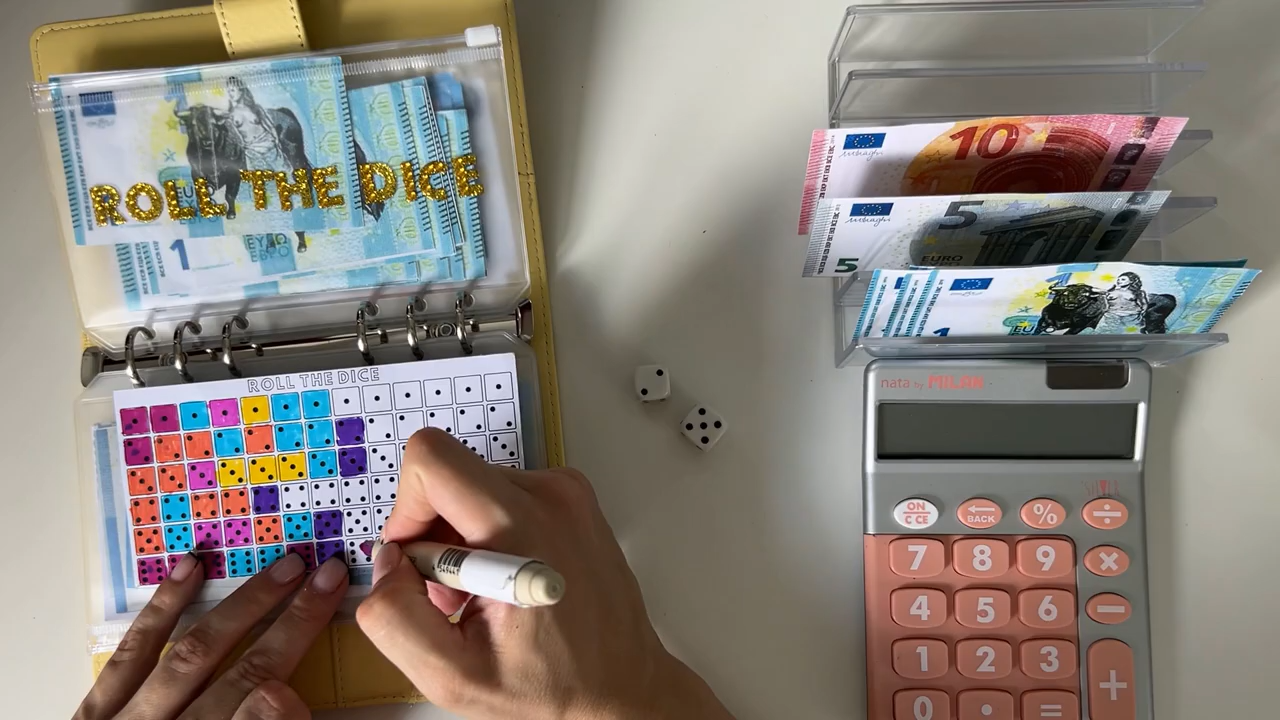 ROLL THE DICE
1
ROLL THE DICE
10
5
EURO
5
1
1
nata by MILAN
ON
C CE
BACK
%
÷
7 8 9 ×
4 5 6 −
1 2 3 +
0 . =